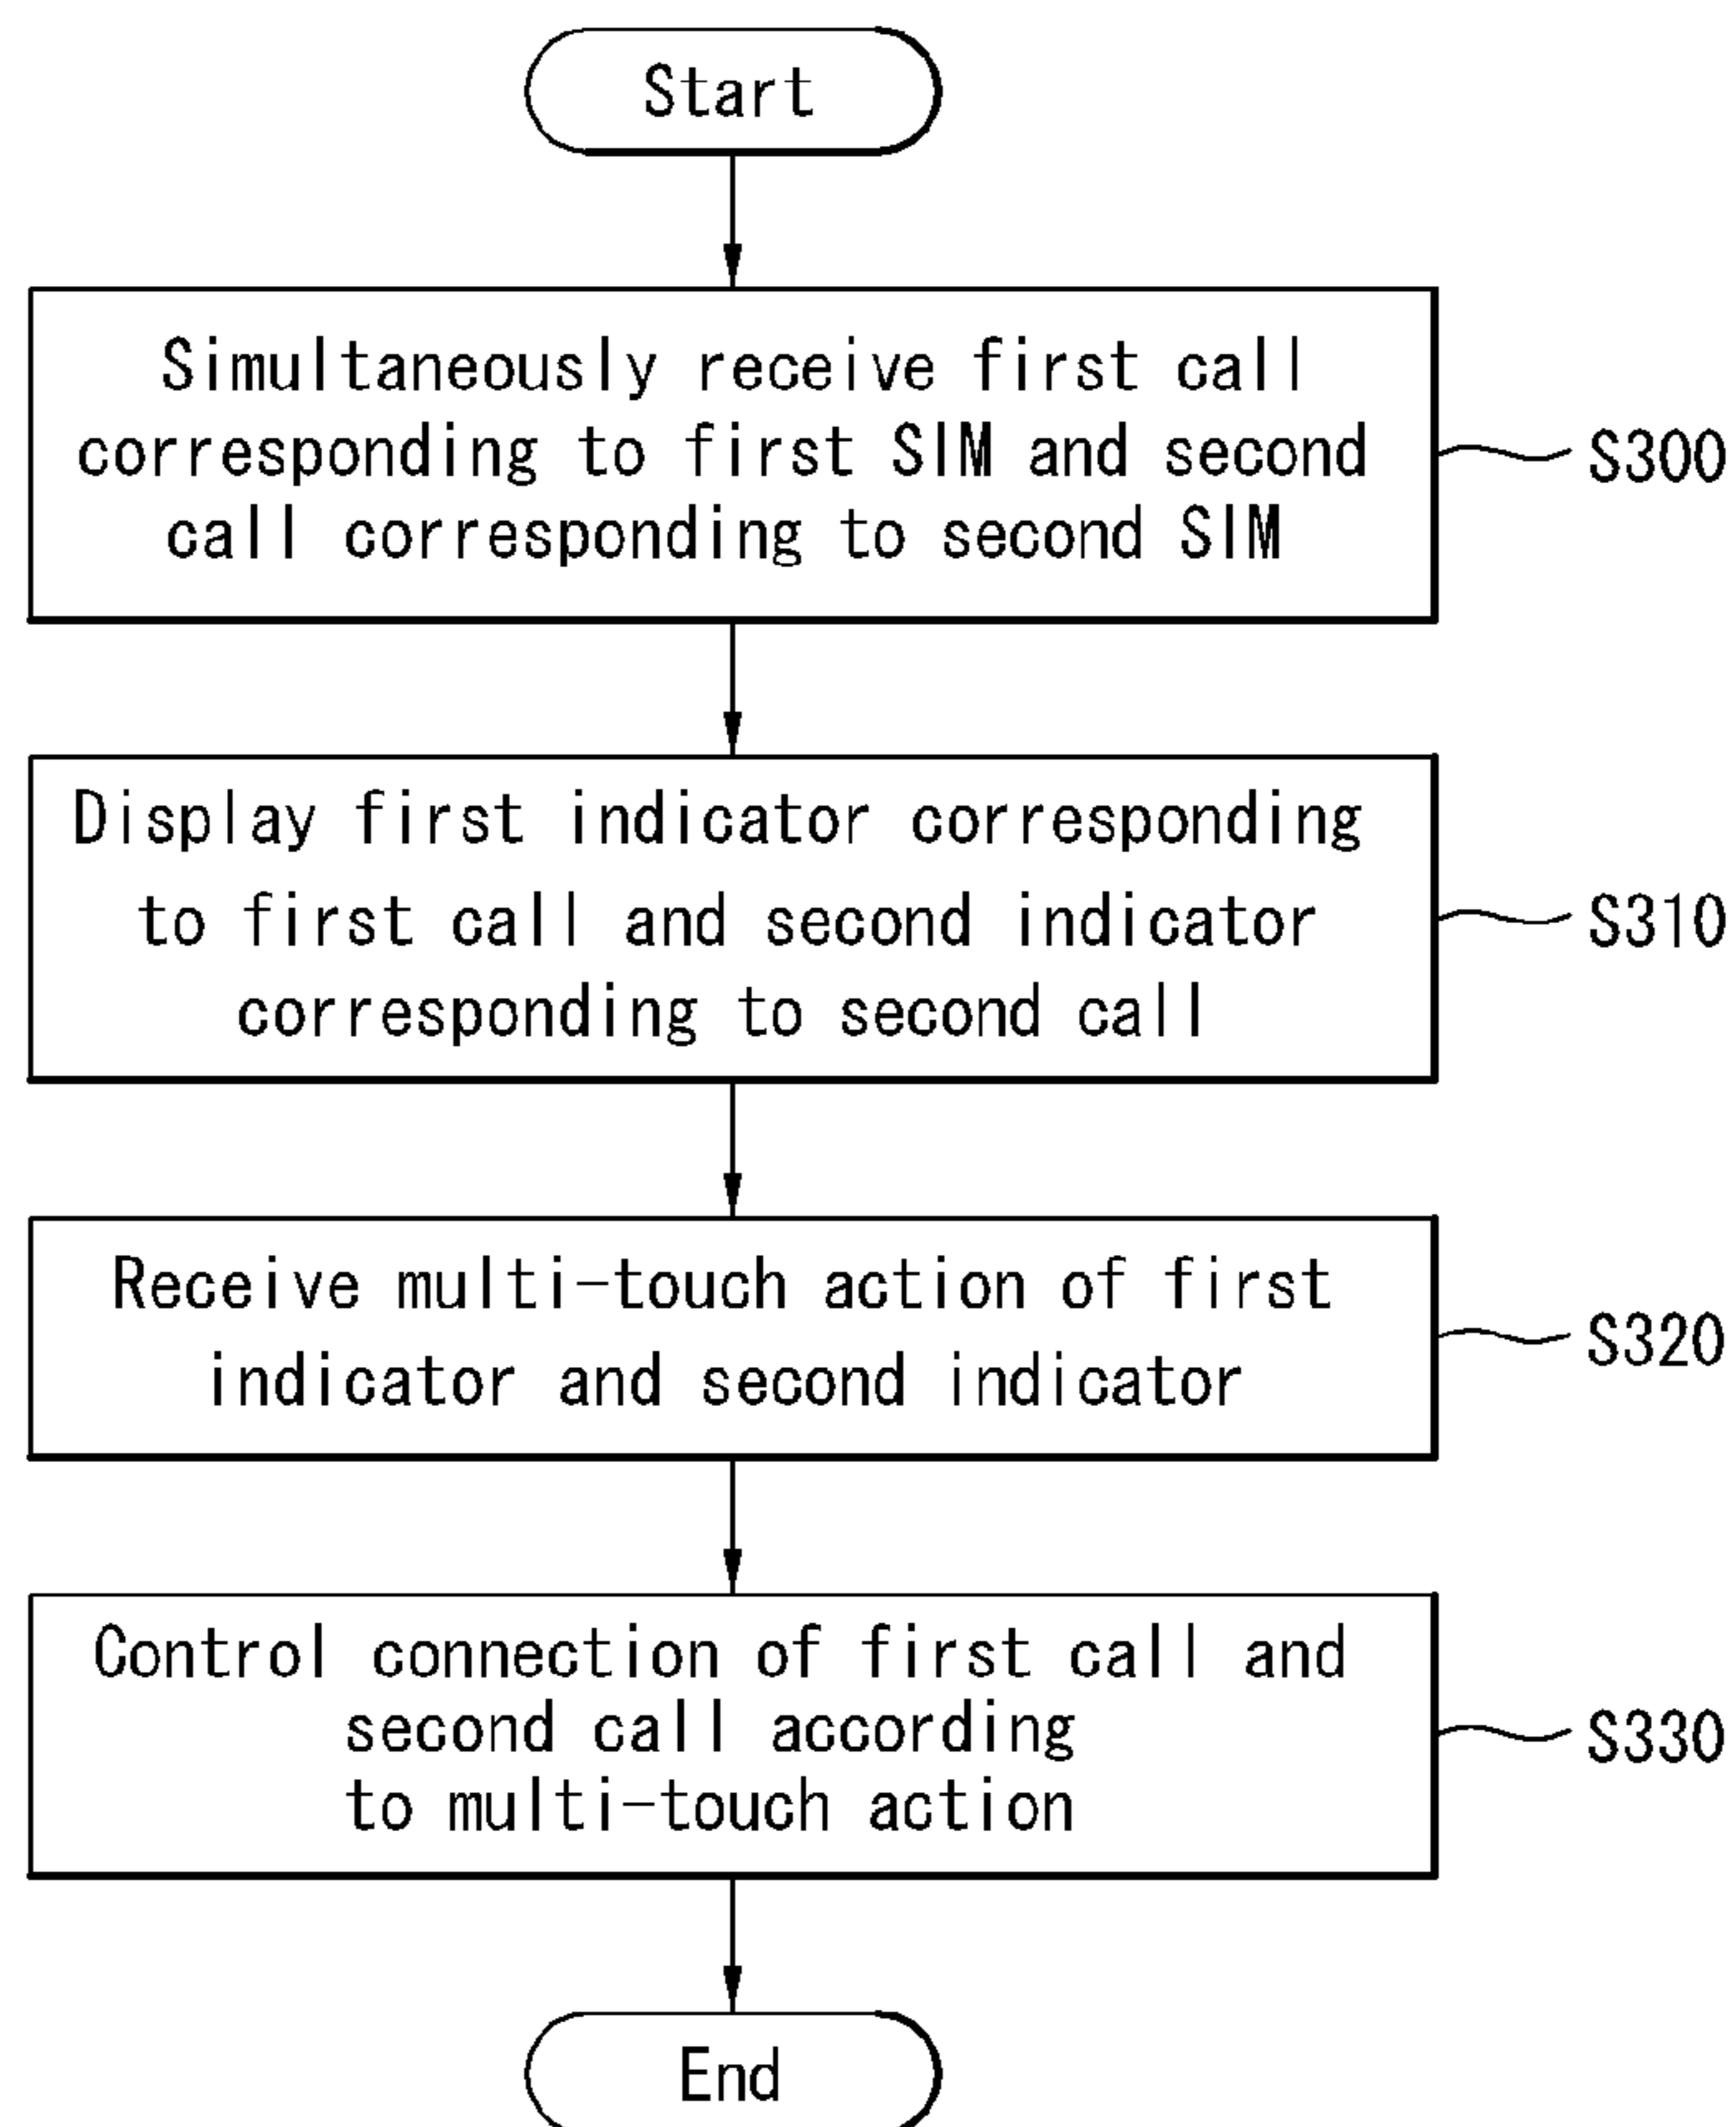 Start
Simultaneously receive first call
corresponding to first SIM and second
call corresponding to second SIM
S300
Display first indicator corresponding
to first call and second indicator
corresponding to second call
S310
Receive multi-touch action of first
indicator and second indicator
S320
Control connection of first call and
second call according
to multi-touch action
S330
End